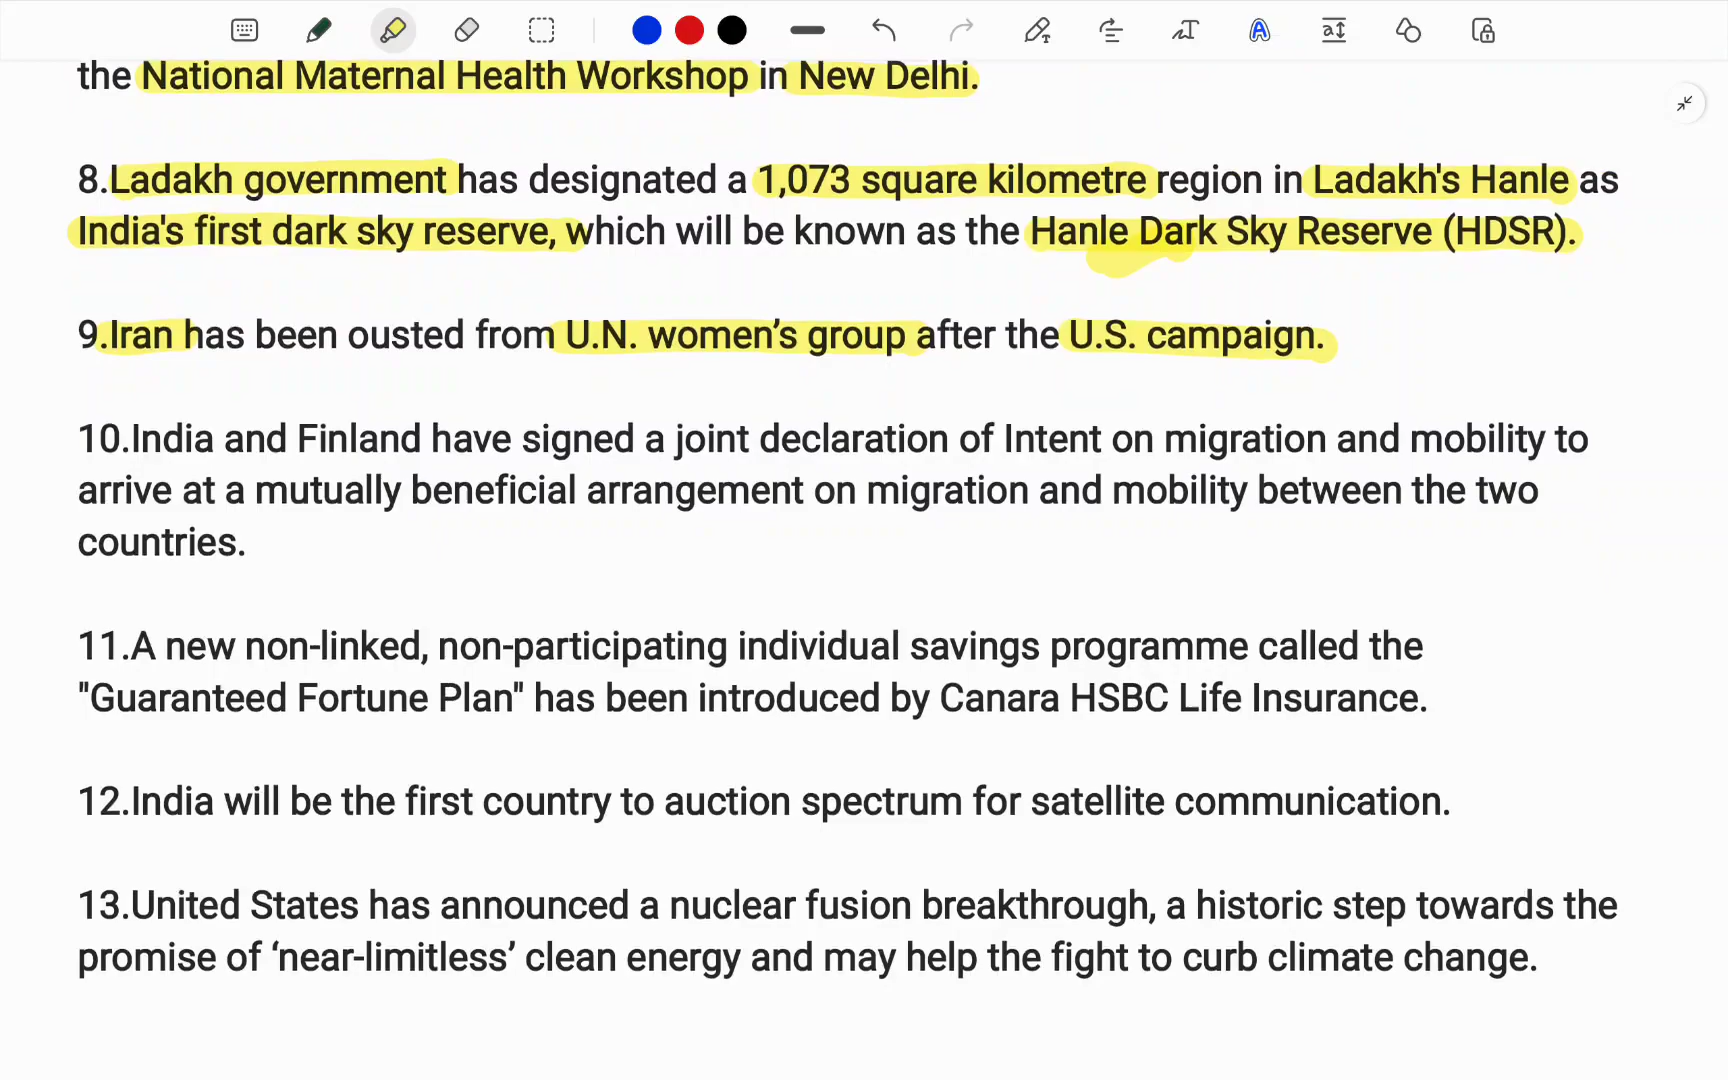 the National Maternal Health Workshop in New Delhi.
8.Ladakh government has designated a 1,073 square kilometre region in Ladakh's Hanle as
India's first dark sky reserve, which will be known as the Hanle Dark Sky Reserve (HDSR).
9.Iran has been ousted from U.N. women’s group after the U.S. campaign.
10.India and Finland have signed a joint declaration of Intent on migration and mobility to
arrive at a mutually beneficial arrangement on migration and mobility between the two
countries.
11.A new non-linked, non-participating individual savings programme called the
"Guaranteed Fortune Plan" has been introduced by Canara HSBC Life Insurance.
12.India will be the first country to auction spectrum for satellite communication.
13.United States has announced a nuclear fusion breakthrough, a historic step towards the
promise of ‘near-limitless’ clean energy and may help the fight to curb climate change.